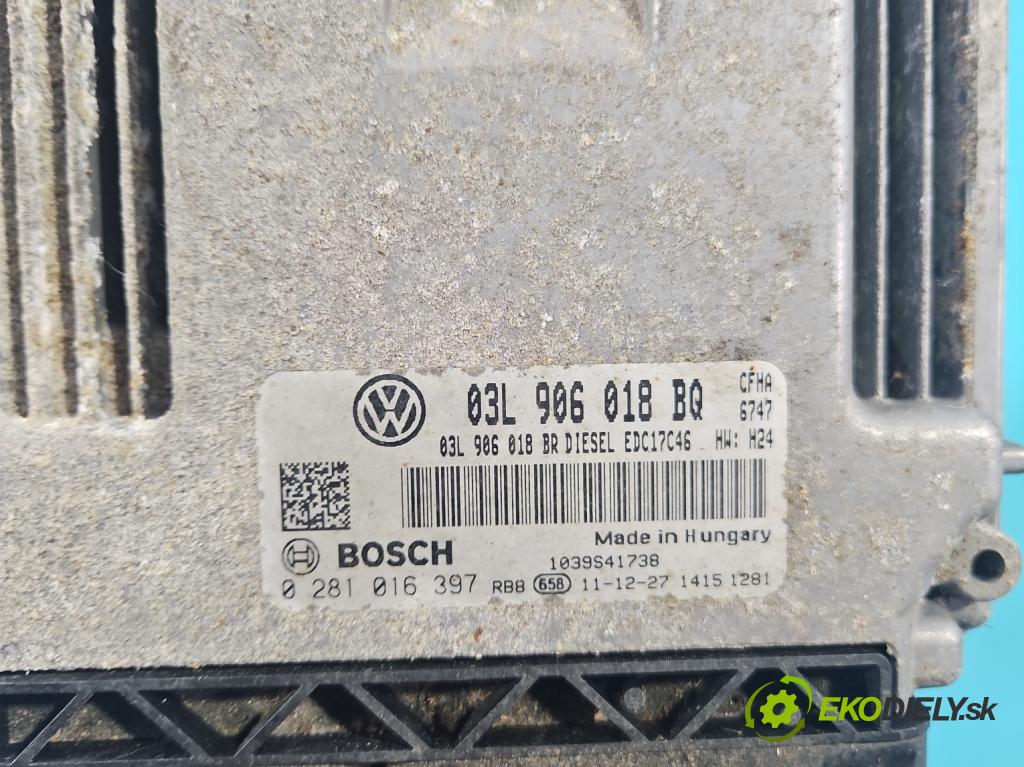 03L 906 018 BQ CFHA
6747
03L 906 018 BR DIESEL EDC17C46 HW: H24
Made in Hungary
BOSCH 1039S41738
0 281 016 397 RB8 658 11-12-27 1415 1281
EKODIELY.sk